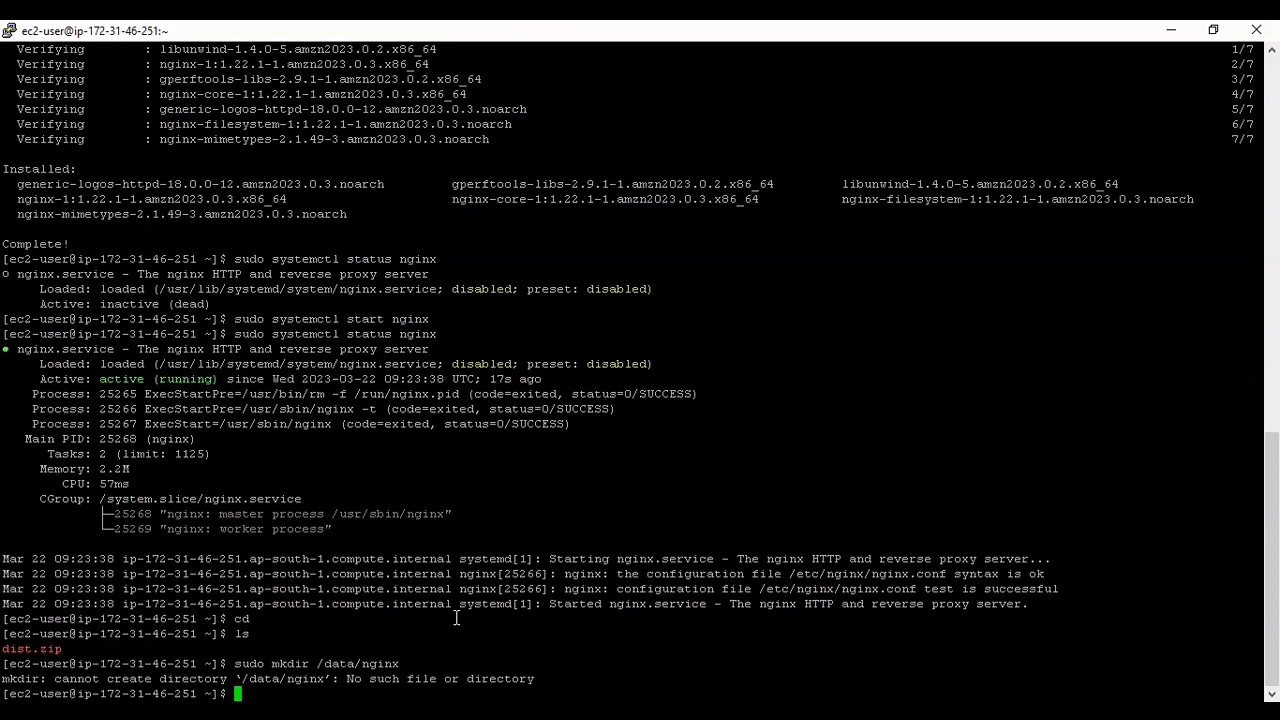 ec2-user@ip-172-31-46-251:~
Verifying : libunwind-1.4.0-5.amzn2023.0.2.x86_64 1/7
Verifying : nginx-1:1.22.1-1.amzn2023.0.3.x86_64 2/7
Verifying : gperftools-libs-2.9.1-1.amzn2023.0.2.x86_64 3/7
Verifying : nginx-core-1:1.22.1-1.amzn2023.0.3.x86_64 4/7
Verifying : generic-logos-httpd-18.0.0-12.amzn2023.0.3.noarch 5/7
Verifying : nginx-filesystem-1:1.22.1-1.amzn2023.0.3.noarch 6/7
Verifying : nginx-mimetypes-2.1.49-3.amzn2023.0.3.noarch 7/7
Installed:
generic-logos-httpd-18.0.0-12.amzn2023.0.3.noarch gperftools-libs-2.9.1-1.amzn2023.0.2.x86_64 libunwind-1.4.0-5.amzn2023.0.2.x86_64
nginx-1:1.22.1-1.amzn2023.0.3.x86_64 nginx-core-1:1.22.1-1.amzn2023.0.3.x86_64 nginx-filesystem-1:1.22.1-1.amzn2023.0.3.noarch
nginx-mimetypes-2.1.49-3.amzn2023.0.3.noarch
Complete!
[ec2-user@ip-172-31-46-251 ~]$ sudo systemctl status nginx
○ nginx.service - The nginx HTTP and reverse proxy server
Loaded: loaded (/usr/lib/systemd/system/nginx.service; disabled; preset: disabled)
Active: inactive (dead)
[ec2-user@ip-172-31-46-251 ~]$ sudo systemctl start nginx
[ec2-user@ip-172-31-46-251 ~]$ sudo systemctl status nginx
● nginx.service - The nginx HTTP and reverse proxy server
Loaded: loaded (/usr/lib/systemd/system/nginx.service; disabled; preset: disabled)
Active: active (running) since Wed 2023-03-22 09:23:38 UTC; 17s ago
Process: 25265 ExecStartPre=/usr/bin/rm -f /run/nginx.pid (code=exited, status=0/SUCCESS)
Process: 25266 ExecStartPre=/usr/sbin/nginx -t (code=exited, status=0/SUCCESS)
Process: 25267 ExecStart=/usr/sbin/nginx (code=exited, status=0/SUCCESS)
Main PID: 25268 (nginx)
Tasks: 2 (limit: 1125)
Memory: 2.2M
CPU: 57ms
CGroup: /system.slice/nginx.service
├─25268 "nginx: master process /usr/sbin/nginx"
└─25269 "nginx: worker process"
Mar 22 09:23:38 ip-172-31-46-251.ap-south-1.compute.internal systemd[1]: Starting nginx.service - The nginx HTTP and reverse proxy server...
Mar 22 09:23:38 ip-172-31-46-251.ap-south-1.compute.internal nginx[25266]: nginx: the configuration file /etc/nginx/nginx.conf syntax is ok
Mar 22 09:23:38 ip-172-31-46-251.ap-south-1.compute.internal nginx[25266]: nginx: configuration file /etc/nginx/nginx.conf test is successful
Mar 22 09:23:38 ip-172-31-46-251.ap-south-1.compute.internal systemd[1]: Started nginx.service - The nginx HTTP and reverse proxy server.
[ec2-user@ip-172-31-46-251 ~]$ cd
[ec2-user@ip-172-31-46-251 ~]$ ls
dist.zip
[ec2-user@ip-172-31-46-251 ~]$ sudo mkdir /data/nginx
mkdir: cannot create directory ‘/data/nginx’: No such file or directory
[ec2-user@ip-172-31-46-251 ~]$